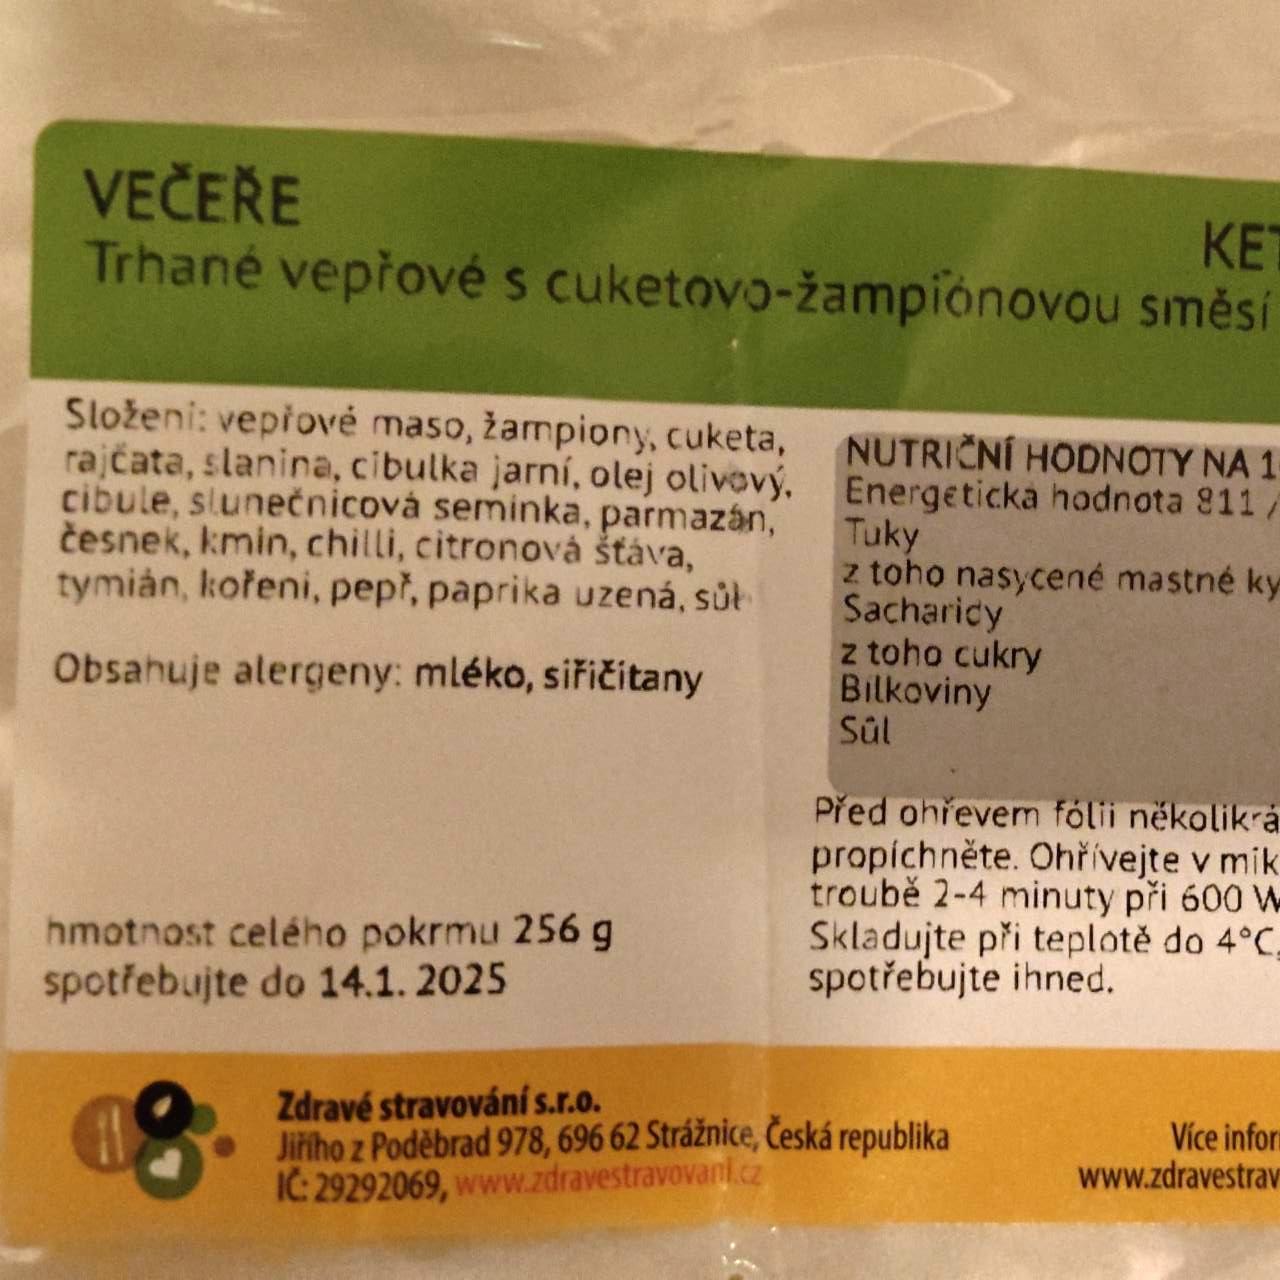 VEČEŘE
KET
Trhané vepřové s cuketovo-žampiónovou směsí
Složení: vepřové maso, žampiony, cuketa,
rajčata, slanina, cibulka jarní, olej olivový,
cibule, slunečnicová semínka, parmazán,
česnek, kmín, chilli, citronová šťáva,
tymián, koření, pepř, paprika uzená, sůl
Obsahuje alergeny: mléko, siřičitany
hmotnost celého pokrmu 256 g
spotřebujte do 14.1. 2025
NUTRIČNÍ HODNOTY NA 1
Energetická hodnota 811 /
Tuky
z toho nasycené mastné ky
Sacharidy
z toho cukry
Bílkoviny
Sůl
Před ohřevem fólii několikrá
propíchněte. Ohřívejte v mik
troubě 2-4 minuty při 600 W
Skladujte při teplotě do 4°C,
spotřebujte ihned.
Zdravé stravování s.r.o.
Jiřího z Poděbrad 978, 696 62 Strážnice, Česká republika
IČ: 29292069, www.zdravestravovani.cz
Více infor
www.zdravestrav